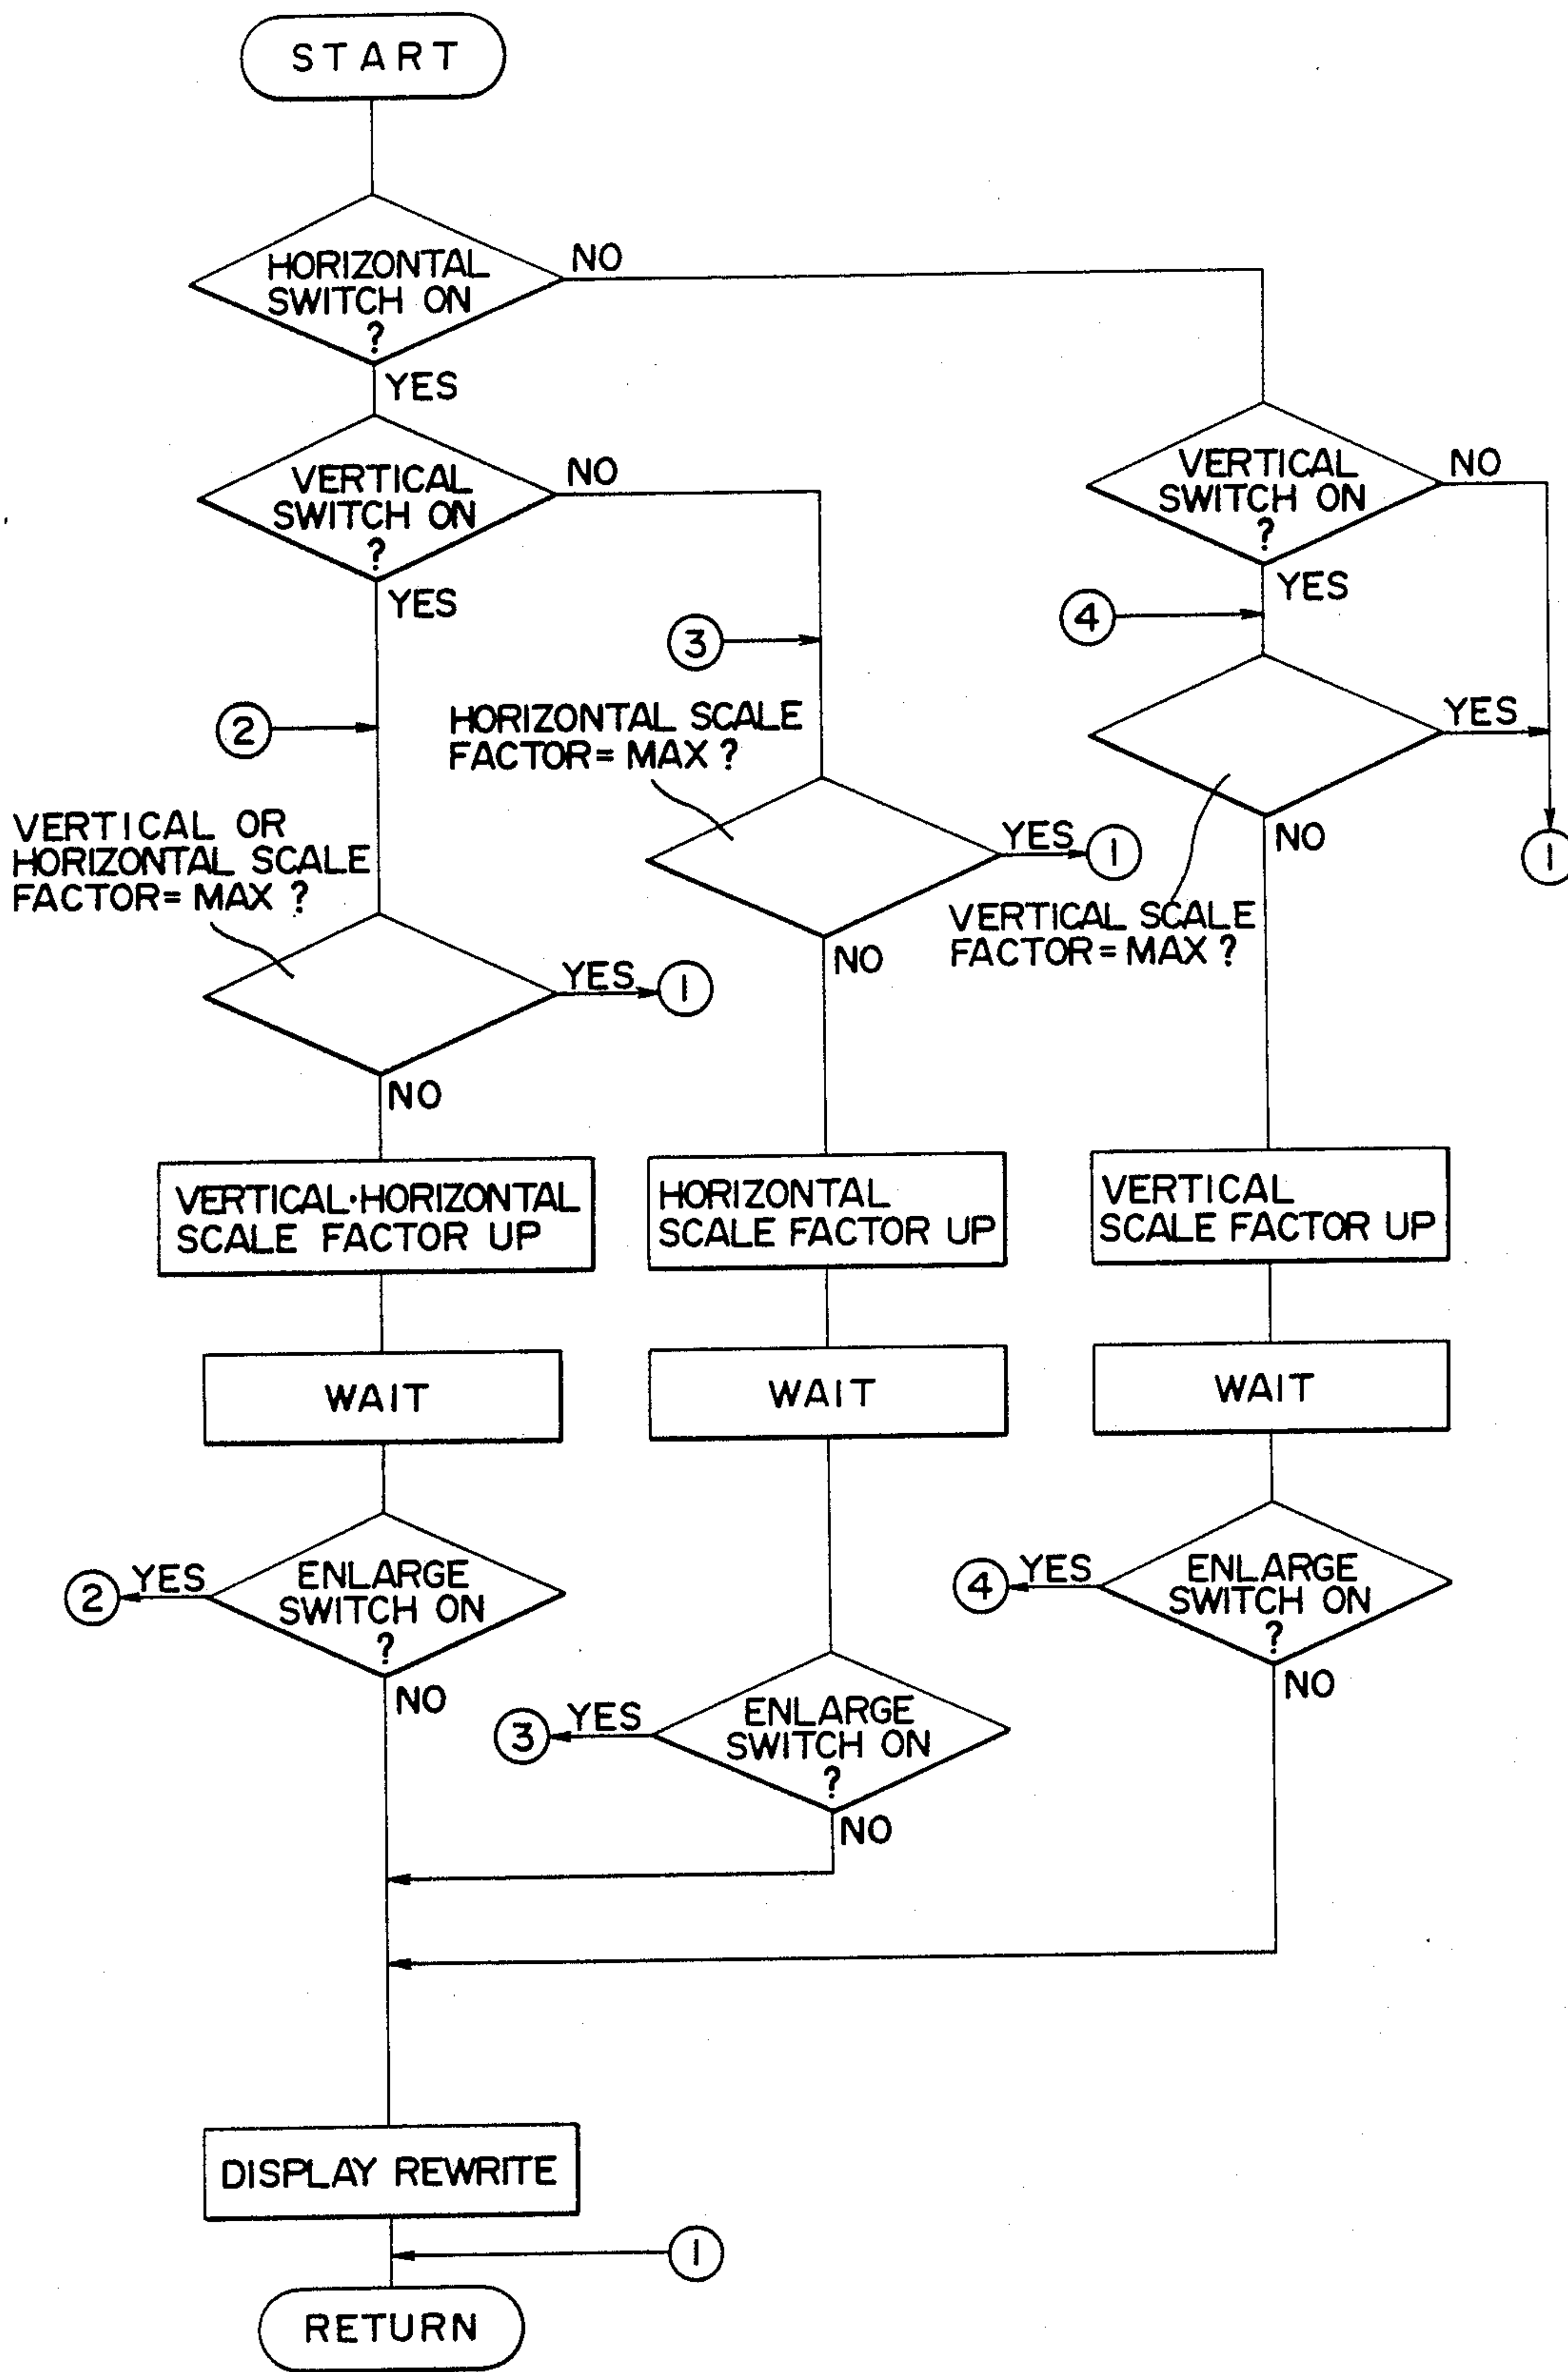 START
HORIZONTAL
SWITCH ON
?
NO
YES
VERTICAL
SWITCH ON
?
NO
YES
VERTICAL
SWITCH ON
?
NO
YES
4
3
2
HORIZONTAL SCALE
FACTOR = MAX ?
YES
NO
1
VERTICAL OR
HORIZONTAL SCALE
FACTOR = MAX ?
YES
1
NO
YES
1
NO
VERTICAL SCALE
FACTOR = MAX ?
VERTICAL·HORIZONTAL
SCALE FACTOR UP
HORIZONTAL
SCALE FACTOR UP
VERTICAL
SCALE FACTOR UP
WAIT
WAIT
WAIT
2
YES
ENLARGE
SWITCH ON
?
NO
4
YES
ENLARGE
SWITCH ON
?
NO
3
YES
ENLARGE
SWITCH ON
?
NO
DISPLAY REWRITE
1
RETURN